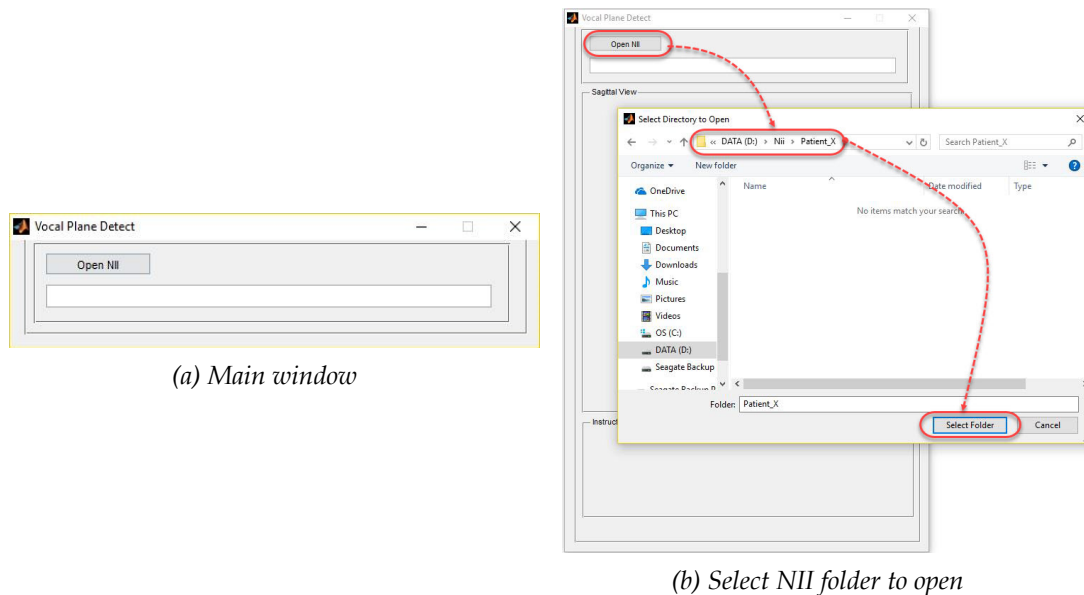 Vocal Plane Detect
Open NII
(a) Main window
Vocal Plane Detect
Open NII
Sagittal View
Select Directory to Open
« DATA (D:) > Nii > Patient_X
Search Patient_X
Organize
New folder
OneDrive
This PC
Desktop
Documents
Downloads
Music
Pictures
Videos
OS (C:)
DATA (D:)
Seagate Backup
Seagate Backup P
Name
Date modified
Type
No items match your search.
Folder: Patient_X
Select Folder
Cancel
Instruct
(b) Select NII folder to open